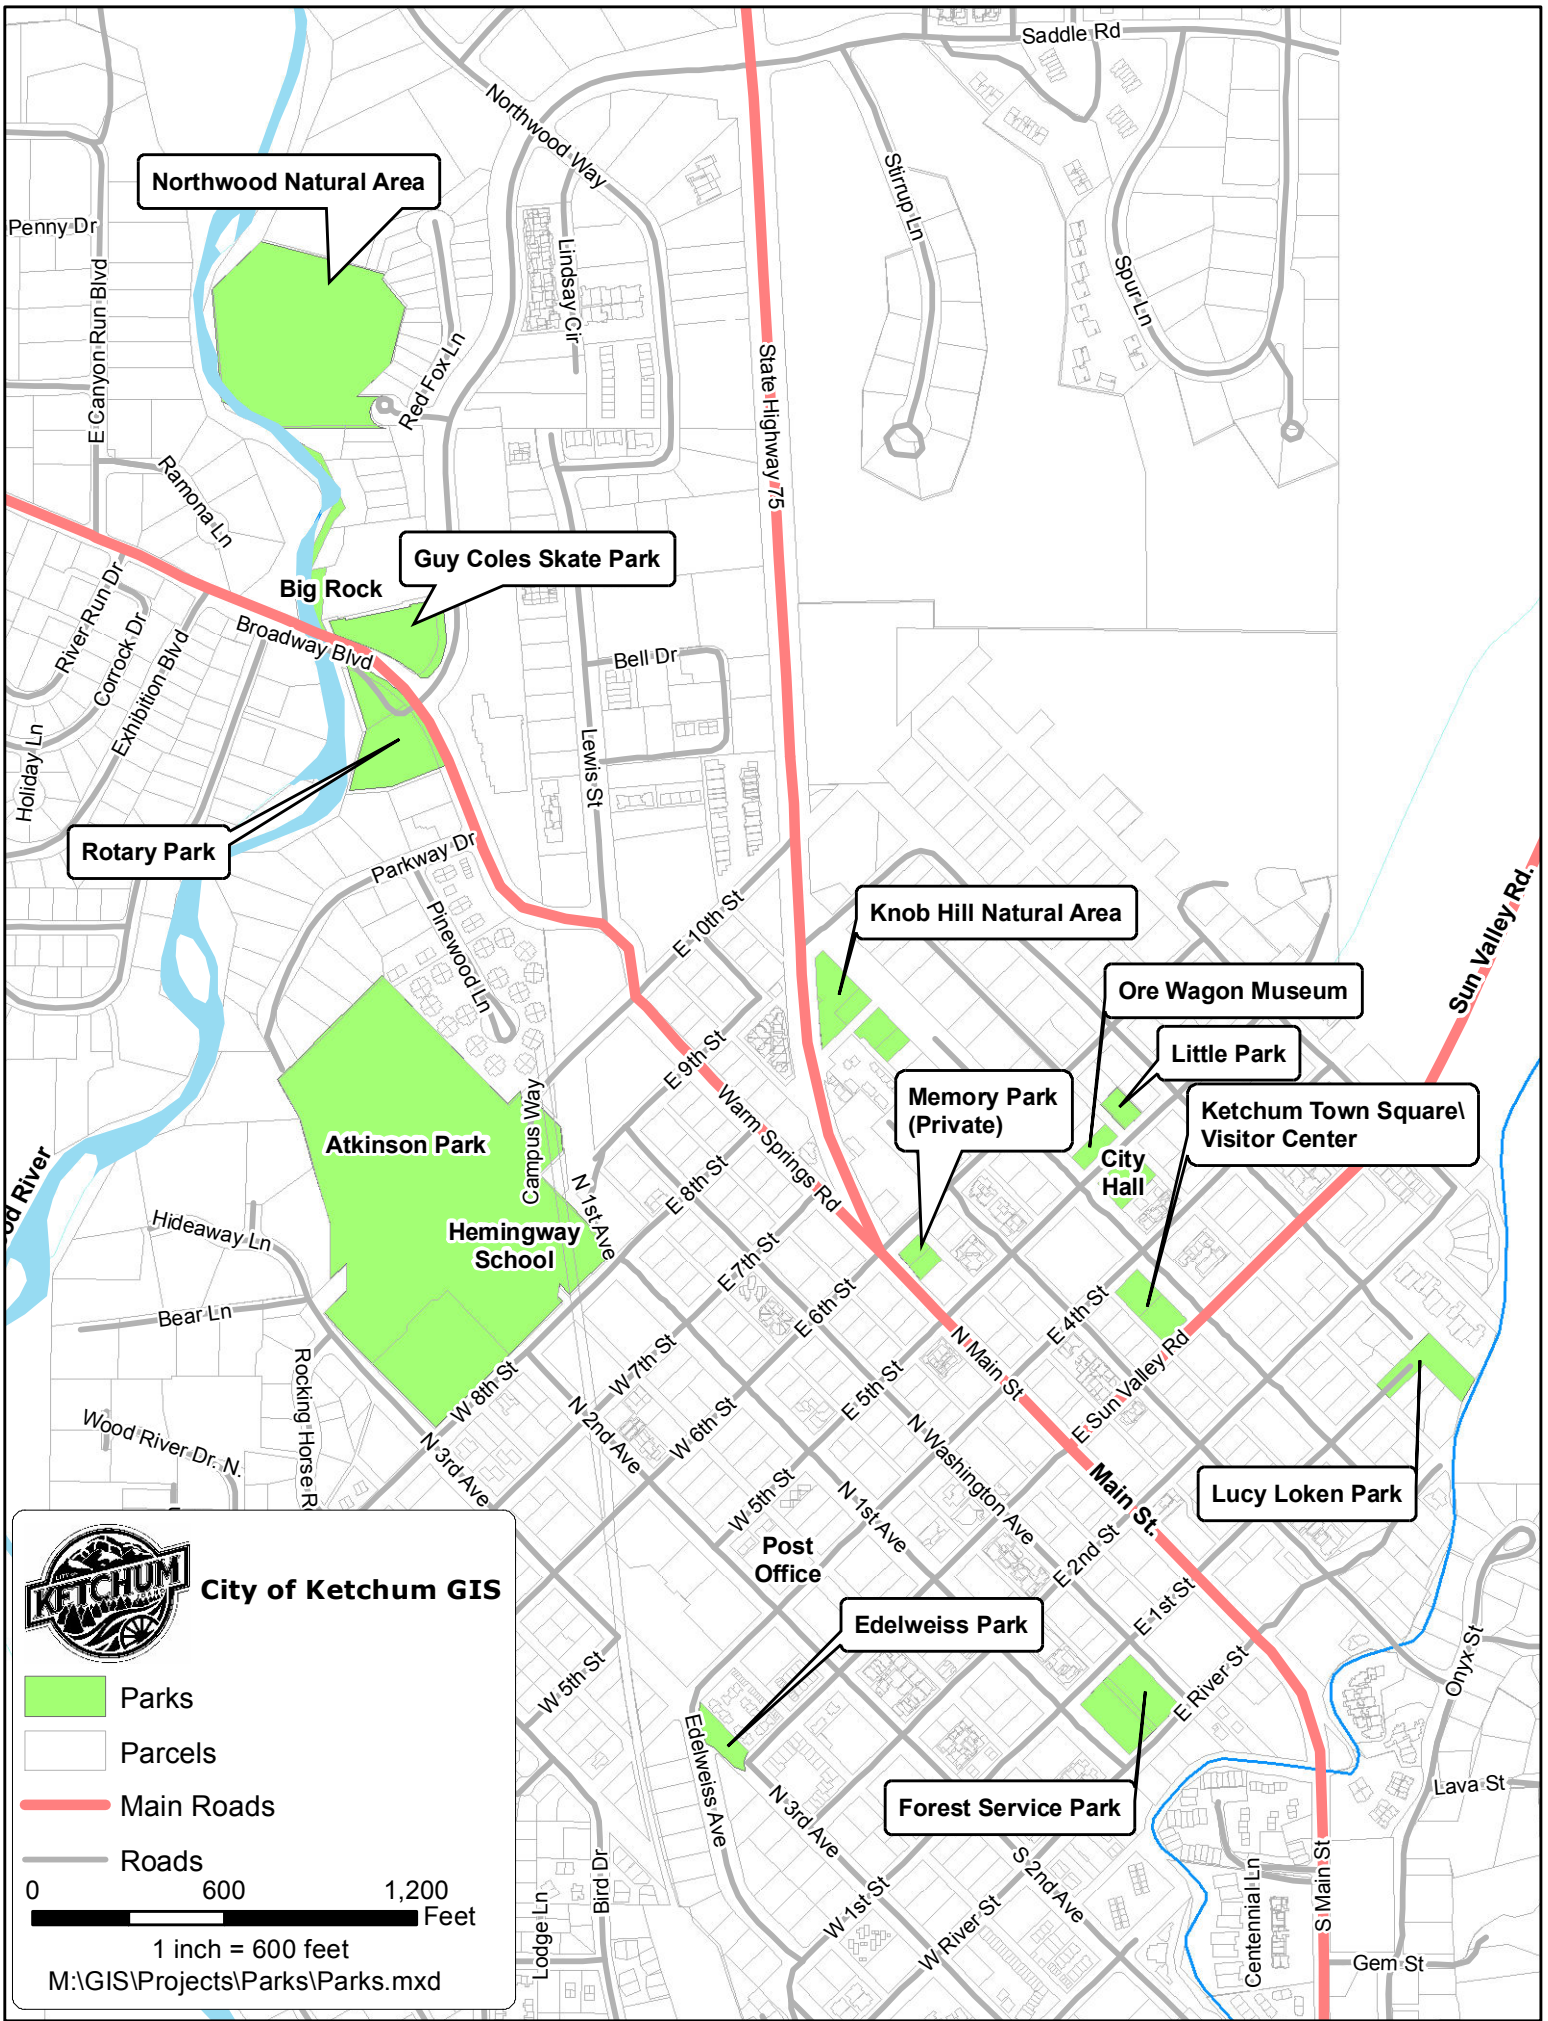 Saddle Rd
Northwood Way
Northwood Natural Area
Stirrup Ln
Penny Dr
Lindsay Cir
Spur Ln
E Canyon Run Blvd
Red Fox Ln
State Highway 75
Ramona Ln
Guy Coles Skate Park
Big Rock
River Run Dr
Corrock Dr
Broadway Blvd
Exhibition Blvd
Bell Dr
Holiday Ln
Lewis St
Rotary Park
Parkway Dr
Pinewood Ln
E 10th St
Knob Hill Natural Area
Sun Valley Rd.
Ore Wagon Museum
Little Park
E 9th St
Memory Park
(Private)
Ketchum Town Square\
Visitor Center
Warm Springs Rd
Campus Way
Atkinson Park
City
Hall
od River
N 1st Ave
E 8th St
Hideaway Ln
Hemingway
School
E 7th St
Bear Ln
E 6th St
E 4th St
N Main St
E Sun Valley Rd
Rocking Horse R
W 8th St
W 7th St
E 5th St
N 2nd Ave
W 6th St
N Washington Ave
Wood River Dr. N.
N 3rd Ave
W 5th St
N 1st Ave
Main St.
Lucy Loken Park
Post
Office
E 2nd St
E 1st St
KETCHUM
IDAHO
City of Ketchum GIS
Edelweiss Park
Onyx St
W 5th St
E River St
Parks
Parcels
Main Roads
Roads
Edelweiss Ave
Forest Service Park
Lava St
N 3rd Ave
S 2nd Ave
Bird Dr
W 1st St
W River St
Centennial Ln
S Main St
Lodge Ln
Gem St
0 600 1,200
Feet
1 inch = 600 feet
M:\GIS\Projects\Parks\Parks.mxd